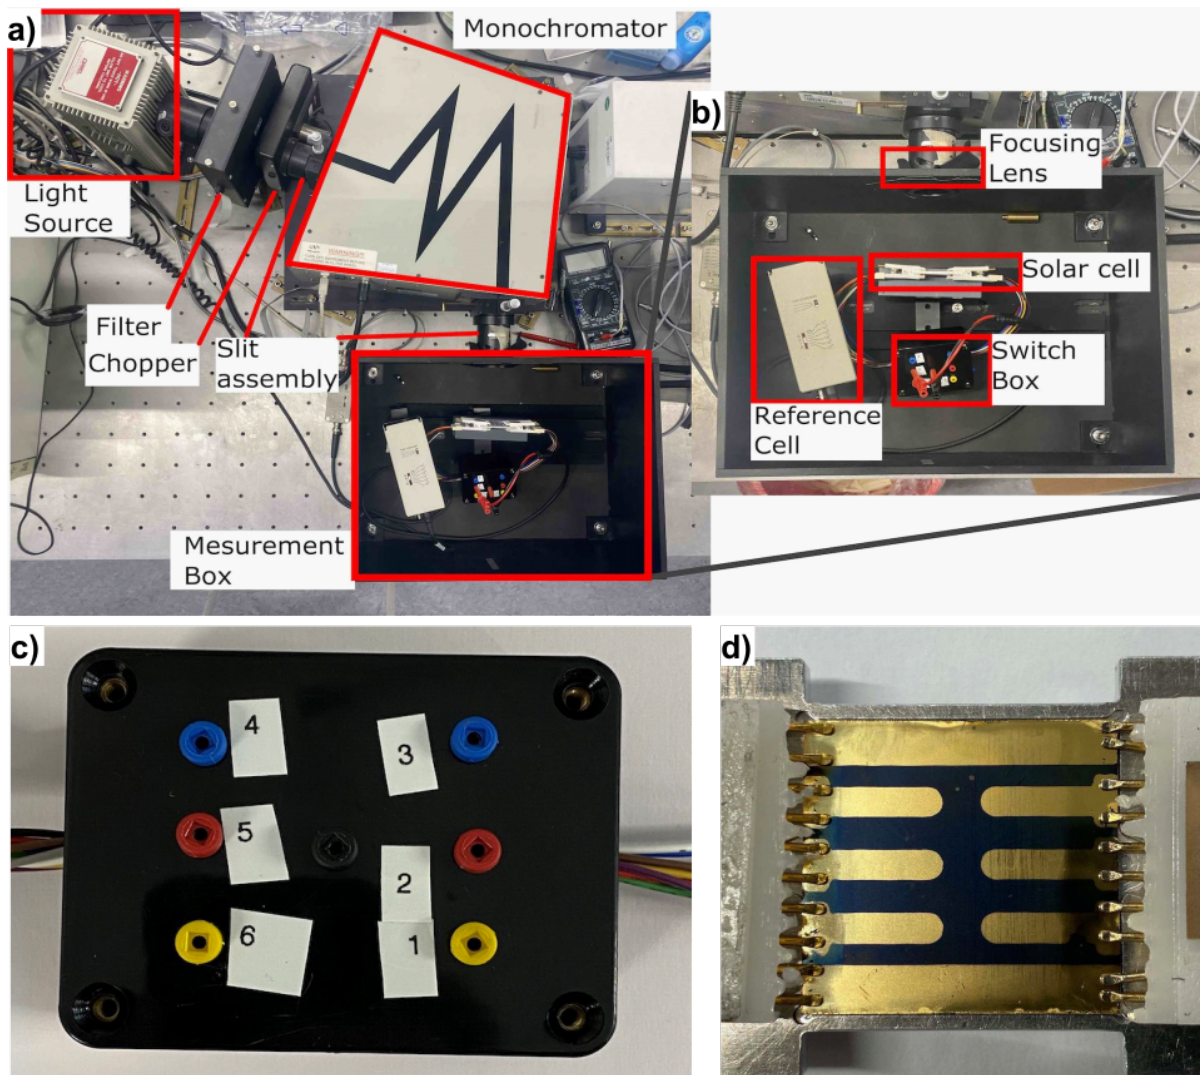 a)
Monochromator
b)
Focusing
Lens
Light
Source
Solar cell
Filter
Chopper
Slit
assembly
Switch
Box
Reference
Cell
Mesurement
Box
c)
4
3
5
2
6
1
d)